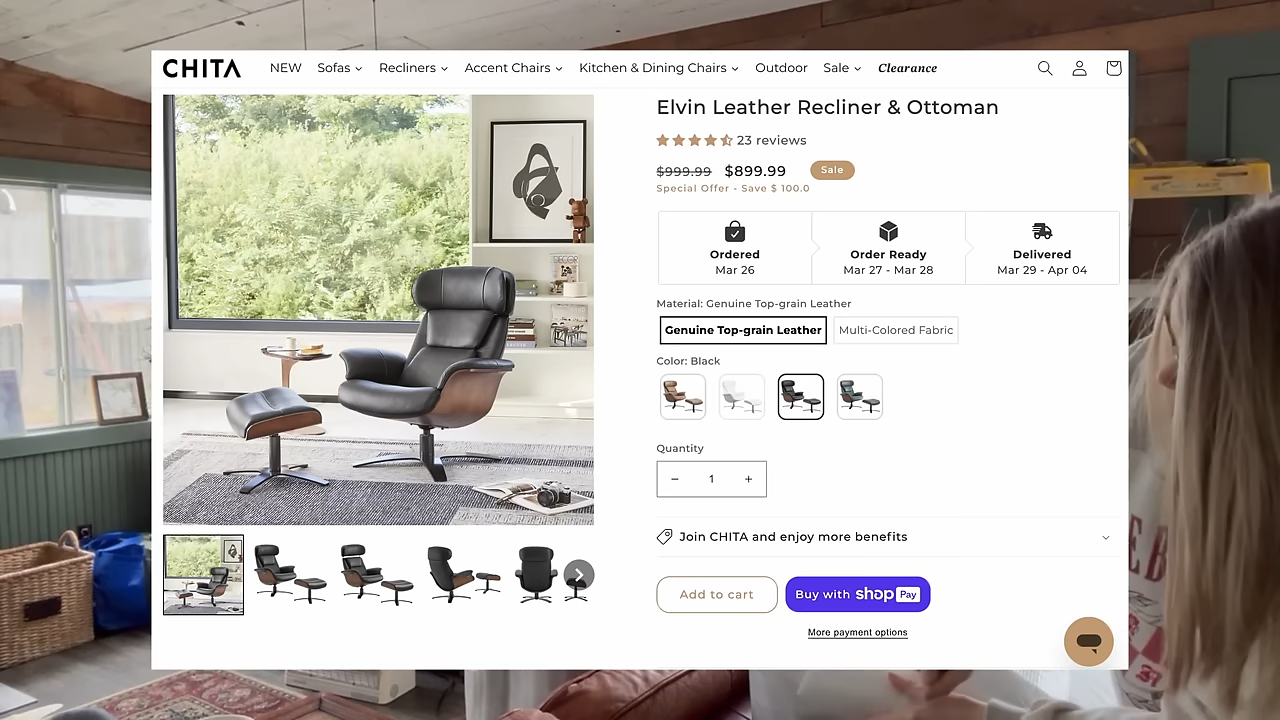 CHITA
NEW Sofas Recliners Accent Chairs Kitchen & Dining Chairs Outdoor Sale Clearance
Elvin Leather Recliner & Ottoman
23 reviews
$999.99 $899.99 Sale
Special Offer - Save $ 100.0
Ordered
Mar 26
Order Ready
Mar 27 - Mar 28
Delivered
Mar 29 - Apr 04
Material: Genuine Top-grain Leather
Genuine Top-grain Leather Multi-Colored Fabric
Color: Black
Quantity
− 1 +
Join CHITA and enjoy more benefits
Add to cart Buy with shop Pay
More payment options
DECOR